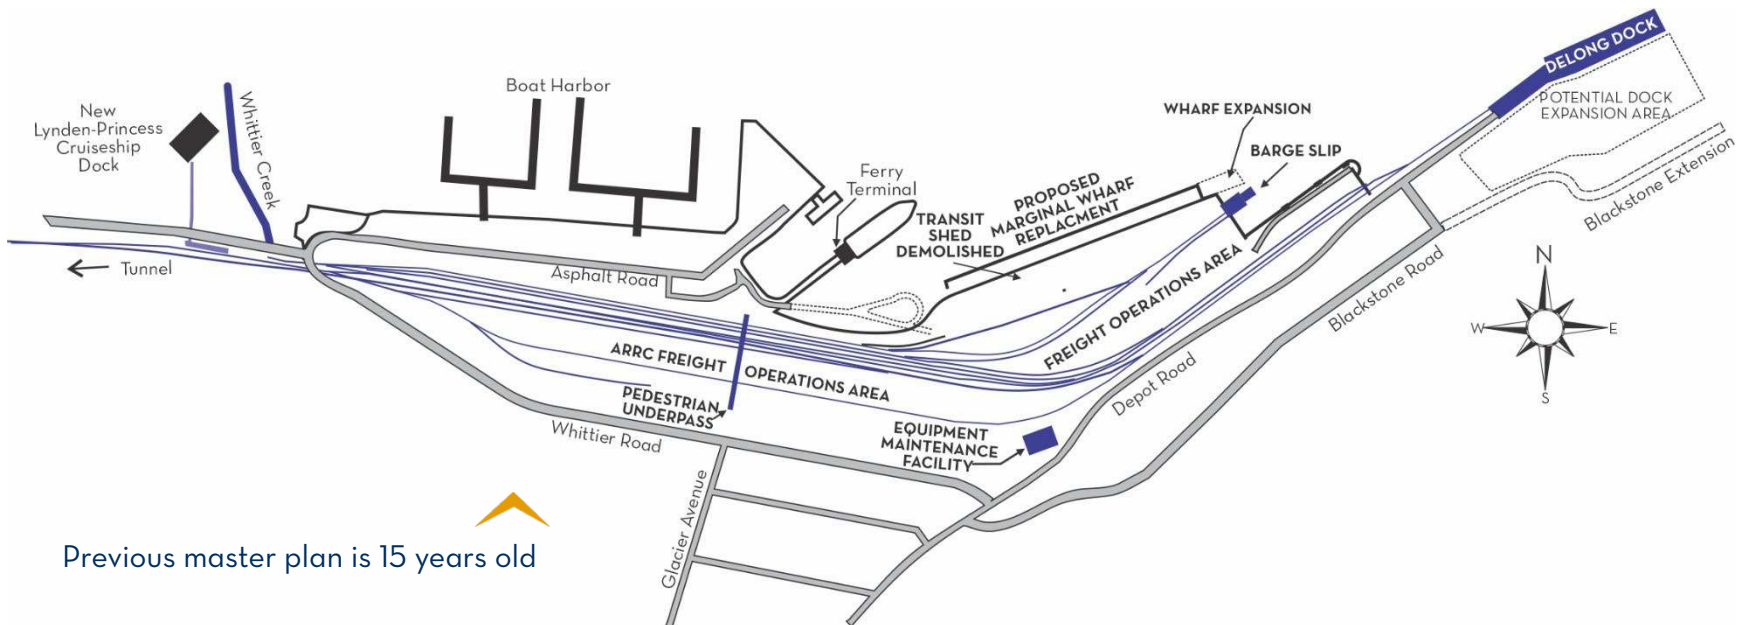 New
Lynden-Princess
Cruiseship
Dock
Whittier Creek
Boat Harbor
Ferry
Terminal
TRANSIT
SHED
DEMOLISHED
PROPOSED
MARGINAL WHARF
REPLACMENT
WHARF EXPANSION
BARGE SLIP
DELONG DOCK
POTENTIAL DOCK
EXPANSION AREA
Blackstone Extension
Tunnel
Asphalt Road
FREIGHT OPERATIONS AREA
Blackstone Road
N
W
E
S
ARRC FREIGHT
OPERATIONS AREA
PEDESTRIAN
UNDERPASS
Depot Road
Whittier Road
EQUIPMENT
MAINTENANCE
FACILITY
Glacier Avenue
Previous master plan is 15 years old